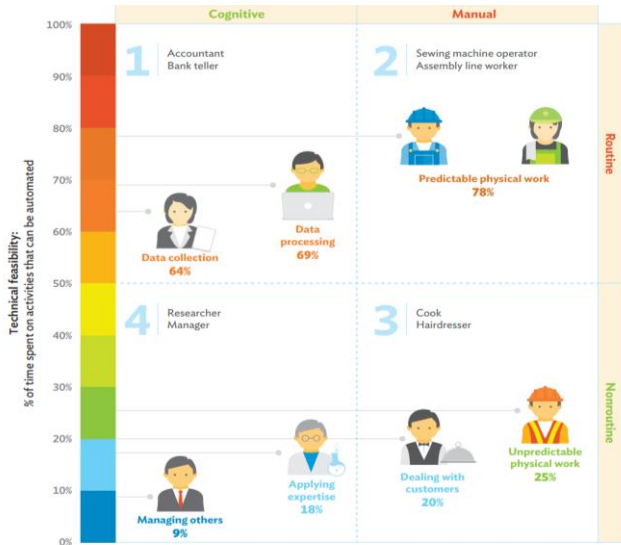 Cognitive
Manual
100%
90%
80%
70%
60%
50%
40%
30%
20%
10%
0%
Technical feasibility:
% of time spent on activities that can be automated
1
Accountant
Bank teller
2
Sewing machine operator
Assembly line worker
Routine
Predictable physical work
78%
Data collection
64%
Data
processing
69%
4
Researcher
Manager
3
Cook
Hairdresser
Nonroutine
Managing others
9%
Applying
expertise
18%
Dealing with
customers
20%
Unpredictable
physical work
25%